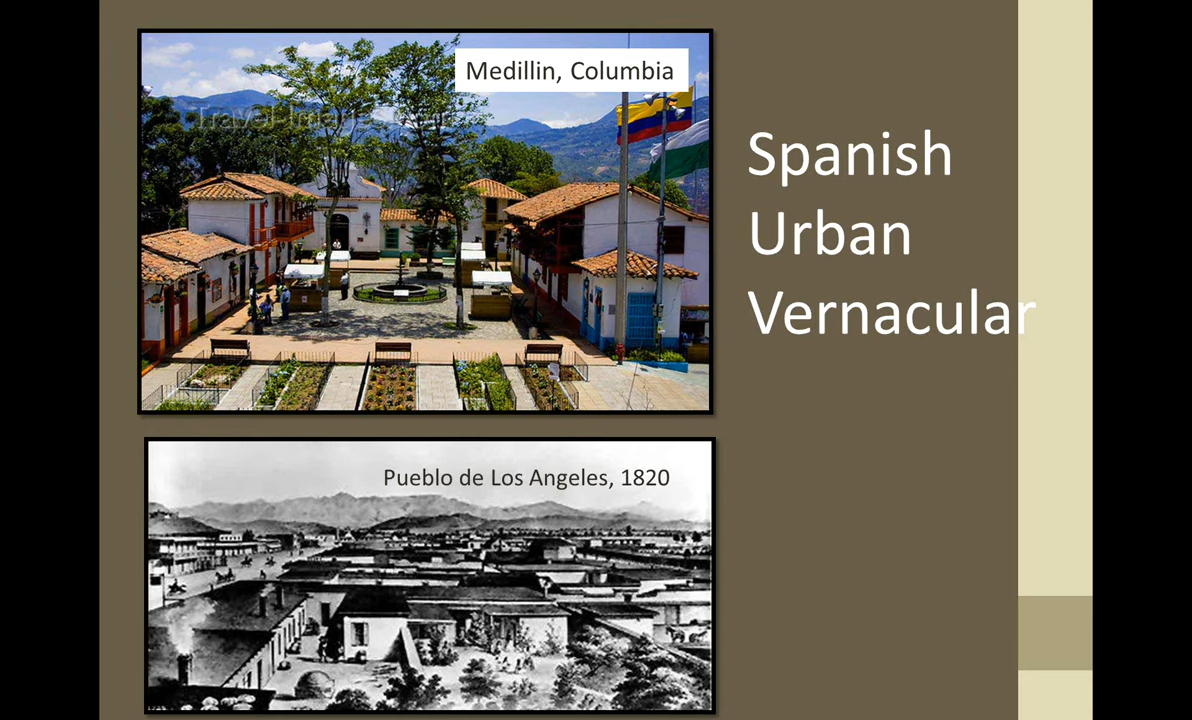 Medillin, Columbia
Spanish
Urban
Vernacular
Pueblo de Los Angeles, 1820